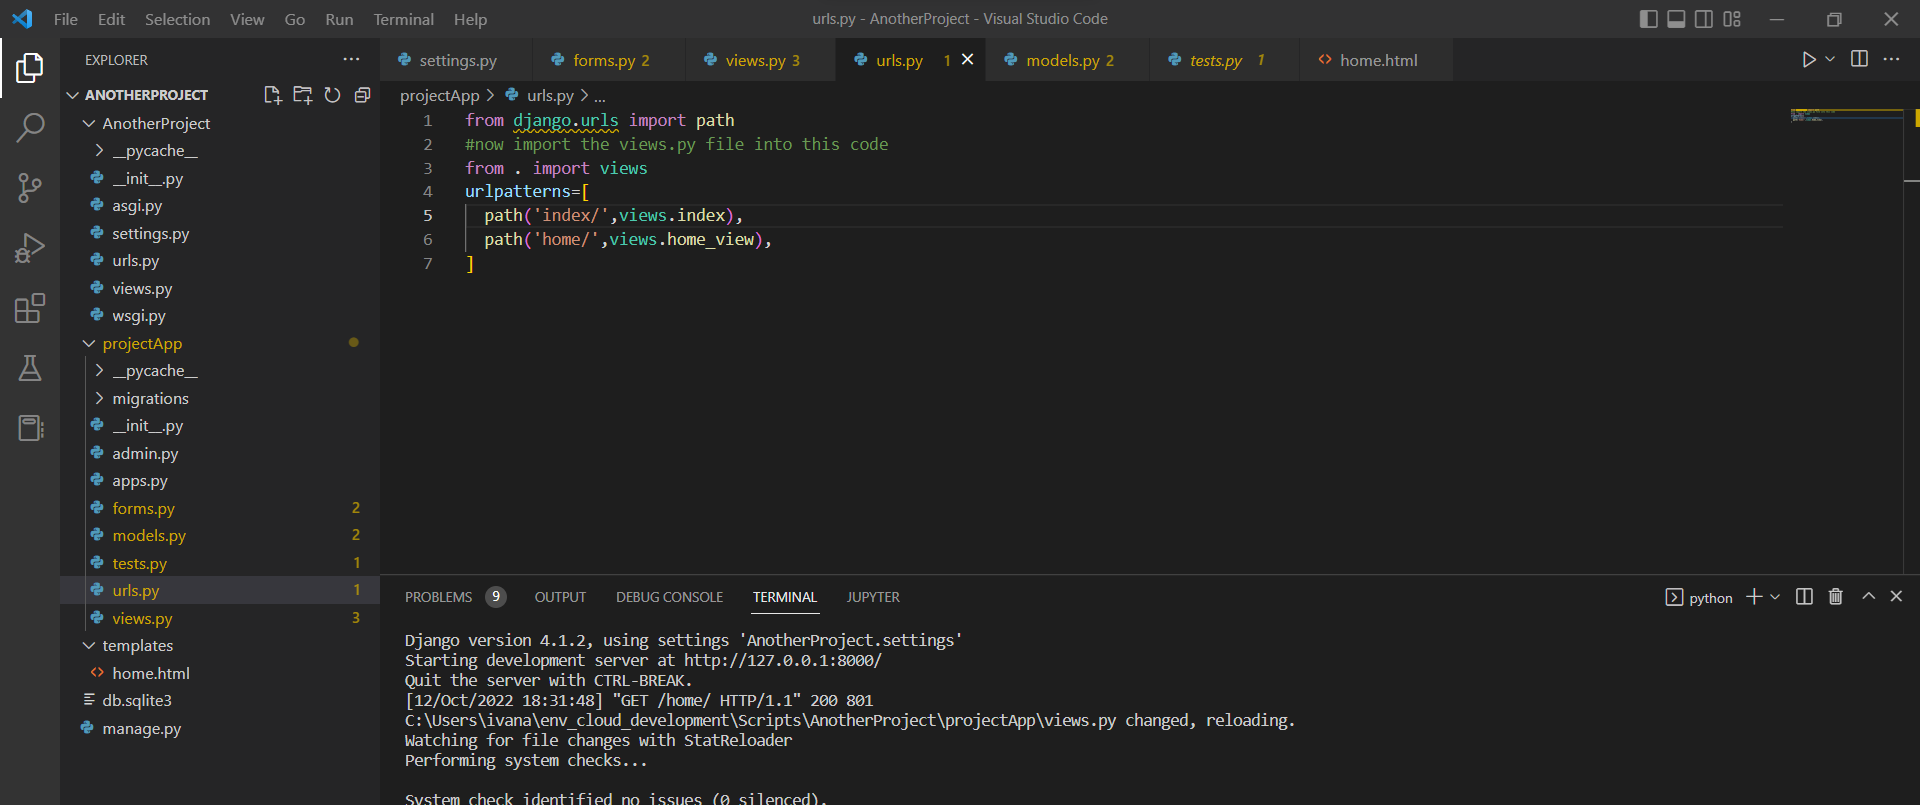 File Edit Selection View Go Run Terminal Help urls.py - AnotherProject - Visual Studio Code
EXPLORER
ANOTHERPROJECT
AnotherProject
__pycache__
__init__.py
asgi.py
settings.py
urls.py
views.py
wsgi.py
projectApp
__pycache__
migrations
__init__.py
admin.py
apps.py
forms.py 2
models.py 2
tests.py 1
urls.py 1
views.py 3
templates
home.html
db.sqlite3
manage.py
settings.py forms.py 2 views.py 3 urls.py 1 models.py 2 tests.py 1 home.html
projectApp > urls.py > ...
1 from django.urls import path
2 #now import the views.py file into this code
3 from . import views
4 urlpatterns=[
5 path('index/',views.index),
6 path('home/',views.home_view),
7 ]
PROBLEMS 9 OUTPUT DEBUG CONSOLE TERMINAL JUPYTER python
Django version 4.1.2, using settings 'AnotherProject.settings'
Starting development server at http://127.0.0.1:8000/
Quit the server with CTRL-BREAK.
[12/Oct/2022 18:31:48] "GET /home/ HTTP/1.1" 200 801
C:\Users\ivana\env_cloud_development\Scripts\AnotherProject\projectApp\views.py changed, reloading.
Watching for file changes with StatReloader
Performing system checks...
System check identified no issues (0 silenced).